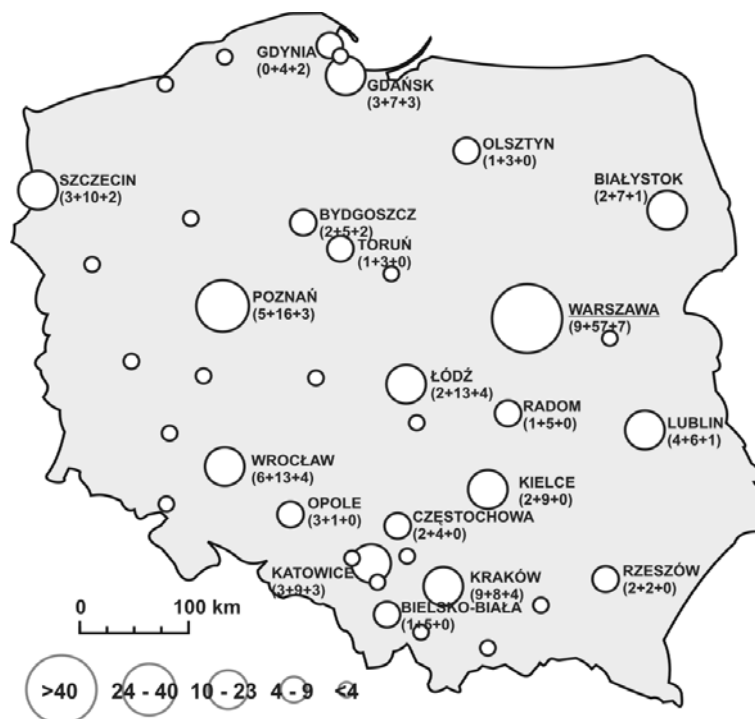 GDYNIA
(0+4+2)
GDAŃSK
(3+7+3)
OLSZTYN
(1+3+0)
SZCZECIN
(3+10+2)
BIAŁYSTOK
(2+7+1)
BYDGOSZCZ
(2+5+2)
TORUŃ
(1+3+0)
POZNAŃ
(5+16+3)
WARSZAWA
(9+57+7)
ŁÓDŹ
(2+13+4)
RADOM
(1+5+0)
LUBLIN
(4+6+1)
WROCŁAW
(6+13+4)
KIELCE
(2+9+0)
OPOLE
(3+1+0)
CZĘSTOCHOWA
(2+4+0)
KATOWICE
(3+9+3)
KRAKÓW
(9+8+4)
RZESZÓW
(2+2+0)
BIELSKO-BIAŁA
(1+5+0)
0 100 km
>40 24 - 40 10 - 23 4 - 9 <4